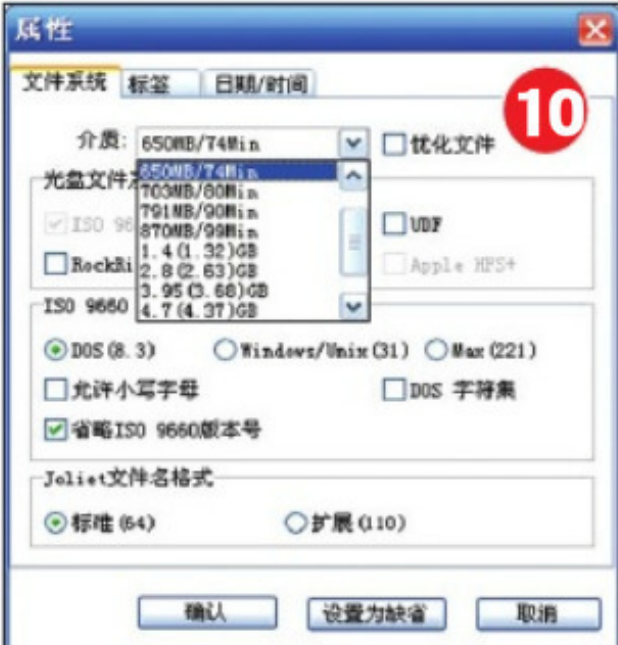 属性
文件系统 标签 日期/时间
10
介质: 650MB/74Min 优化文件
650MB/74Min
光盘文件
703MB/80Min
791MB/90Min
ISO 96 870MB/99Min UDF
1.4(1.32)GB
RockRi 2.8(2.63)GB Apple HFS+
3.95(3.68)GB
ISO 9660 4.7(4.37)GB
DOS(8.3) Windows/Unix(31) Max(221)
允许小写字母 DOS 字符集
省略ISO 9660版本号
Joliet文件名格式
标准(64) 扩展(110)
确认 设置为缺省 取消